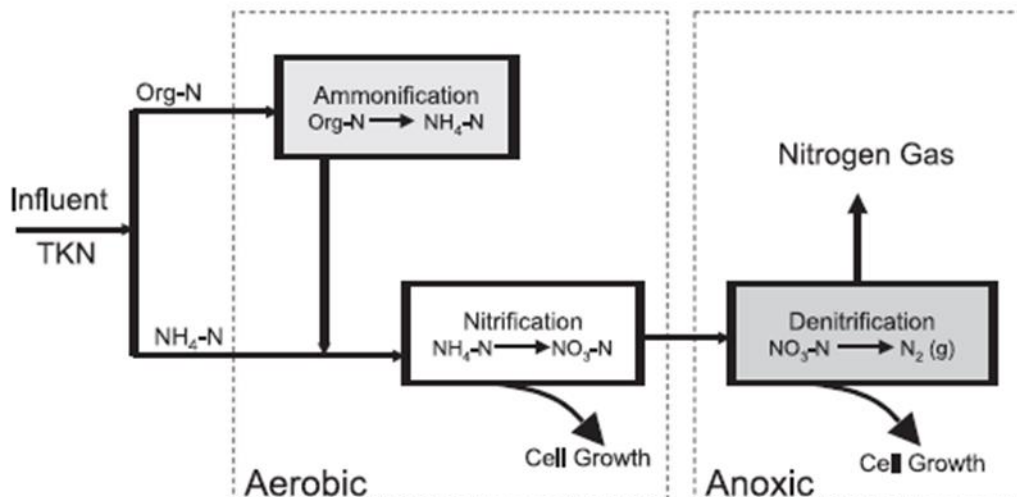 Org-N
Ammonification
Org-N → NH₄-N
Nitrogen Gas
Influent
TKN
NH₄-N
Nitrification
NH₄-N → NO₃-N
Denitrification
NO₃-N → N₂ (g)
Cell Growth
Cell Growth
Aerobic
Anoxic